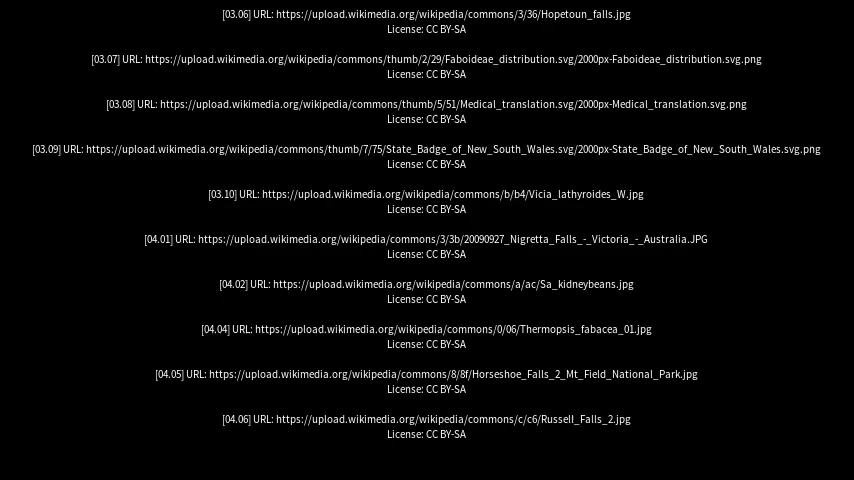 [03.06] URL: https://upload.wikimedia.org/wikipedia/commons/3/36/Hopetoun_falls.jpg
License: CC BY-SA
[03.07] URL: https://upload.wikimedia.org/wikipedia/commons/thumb/2/29/Faboideae_distribution.svg/2000px-Faboideae_distribution.svg.png
License: CC BY-SA
[03.08] URL: https://upload.wikimedia.org/wikipedia/commons/thumb/5/51/Medical_translation.svg/2000px-Medical_translation.svg.png
License: CC BY-SA
[03.09] URL: https://upload.wikimedia.org/wikipedia/commons/thumb/7/75/State_Badge_of_New_South_Wales.svg/2000px-State_Badge_of_New_South_Wales.svg.png
License: CC BY-SA
[03.10] URL: https://upload.wikimedia.org/wikipedia/commons/b/b4/Vicia_lathyroides_W.jpg
License: CC BY-SA
[04.01] URL: https://upload.wikimedia.org/wikipedia/commons/3/3b/20090927_Nigretta_Falls_-_Victoria_-_Australia.JPG
License: CC BY-SA
[04.02] URL: https://upload.wikimedia.org/wikipedia/commons/a/ac/Sa_kidneybeans.jpg
License: CC BY-SA
[04.04] URL: https://upload.wikimedia.org/wikipedia/commons/0/06/Thermopsis_fabacea_01.jpg
License: CC BY-SA
[04.05] URL: https://upload.wikimedia.org/wikipedia/commons/8/8f/Horseshoe_Falls_2_Mt_Field_National_Park.jpg
License: CC BY-SA
[04.06] URL: https://upload.wikimedia.org/wikipedia/commons/c/c6/Russell_Falls_2.jpg
License: CC BY-SA